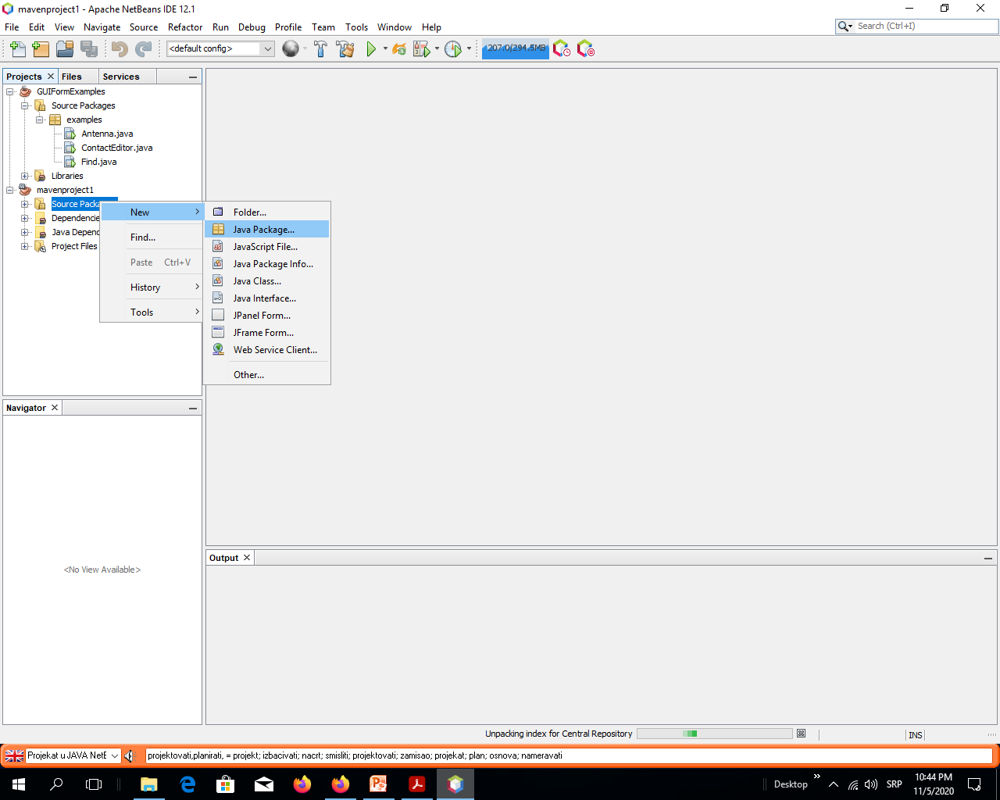 mavenproject1 - Apache NetBeans IDE 12.1
File Edit View Navigate Source Refactor Run Debug Profile Team Tools Window Help
Search (Ctrl+I)
<default config>
207.0/294.5MB
Projects Files Services
GUIFormExamples
Source Packages
examples
Antenna.java
ContactEditor.java
Find.java
Libraries
mavenproject1
Source Packa
Dependencie
Java Depend
Project Files
New
Find...
Paste Ctrl+V
History
Tools
Folder...
Java Package...
JavaScript File...
Java Package Info...
Java Class...
Java Interface...
JPanel Form...
JFrame Form...
Web Service Client...
Other...
Navigator
<No View Available>
Output
Unpacking index for Central Repository
INS
Projekat u JAVA NetE
projektovati,planirati, = projekt; izbacivati; nacrt; smisliti; projektovati; zamisao; projekat; plan; osnova; nameravati
Desktop
SRP
10:44 PM
11/5/2020